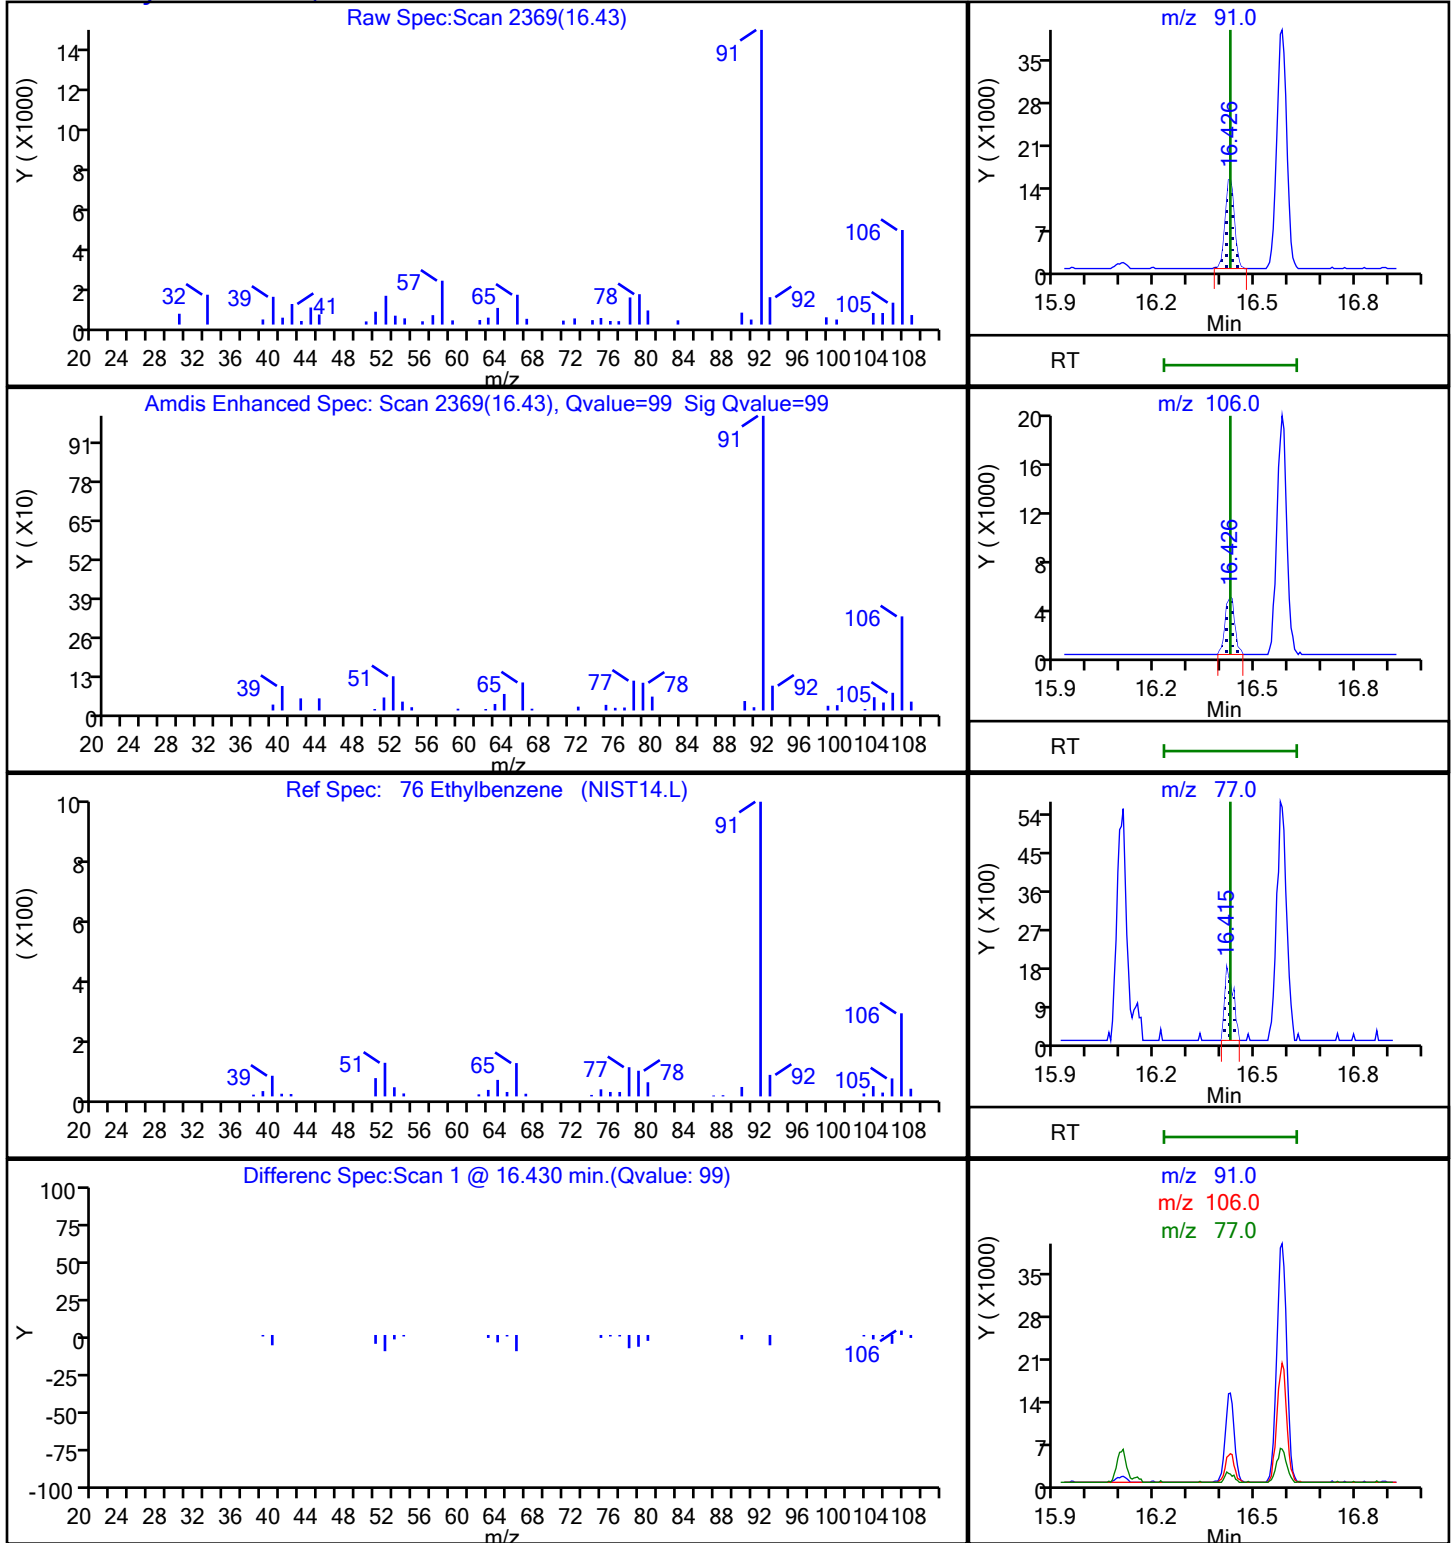 Raw Spec:Scan 2369(16.43)
Y ( X1000)
14
12
10
8
6
4
2
0
32
39
41
57
65
78
91
92
105
106
20 24 28 32 36 40 44 48 52 56 60 64 68 72 76 80 84 88 92 96 100 104 108
m/z
m/z 91.0
Y ( X1000)
35
28
21
14
7
0
16.426
15.9 16.2 16.5 16.8
Min
RT
Amdis Enhanced Spec: Scan 2369(16.43), Qvalue=99 Sig Qvalue=99
Y ( X10)
91
78
65
52
39
26
13
0
39
51
65
77
78
91
92
105
106
20 24 28 32 36 40 44 48 52 56 60 64 68 72 76 80 84 88 92 96 100 104 108
m/z
m/z 106.0
Y ( X1000)
20
16
12
8
4
0
16.426
15.9 16.2 16.5 16.8
Min
RT
Ref Spec: 76 Ethylbenzene (NIST14.L)
( X100)
10
8
6
4
2
0
39
51
65
77
78
91
92
105
106
20 24 28 32 36 40 44 48 52 56 60 64 68 72 76 80 84 88 92 96 100 104 108
m/z 77.0
Y ( X100)
54
45
36
27
18
9
0
16.415
15.9 16.2 16.5 16.8
Min
RT
Differenc Spec:Scan 1 @ 16.430 min.(Qvalue: 99)
Y
100
75
50
25
0
-25
-50
-75
-100
106
20 24 28 32 36 40 44 48 52 56 60 64 68 72 76 80 84 88 92 96 100 104 108
m/z
m/z 91.0
m/z 106.0
m/z 77.0
Y ( X1000)
35
28
21
14
7
0
15.9 16.2 16.5 16.8
Min